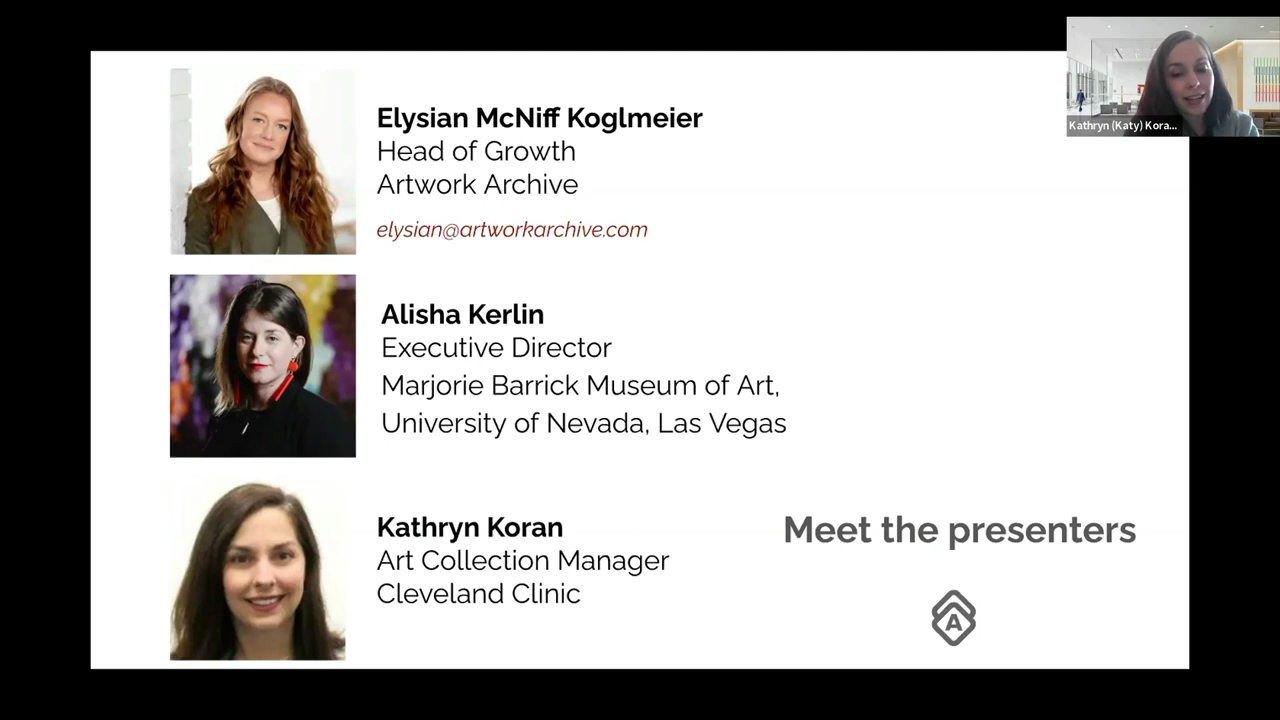 Kathryn (Katy) Kora...
Elysian McNiff Koglmeier
Head of Growth
Artwork Archive
elysian@artworkarchive.com
Alisha Kerlin
Executive Director
Marjorie Barrick Museum of Art,
University of Nevada, Las Vegas
Kathryn Koran
Art Collection Manager
Cleveland Clinic
Meet the presenters
A